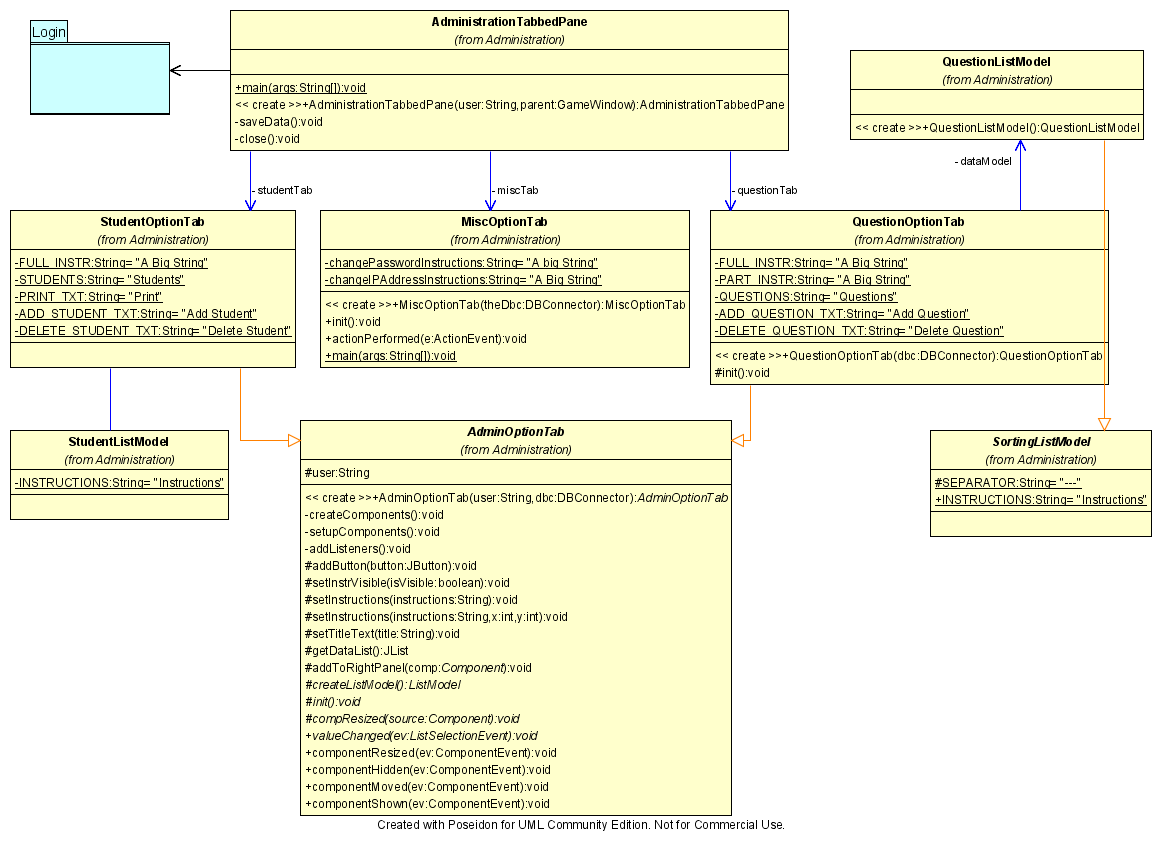 Login
AdministrationTabbedPane
(from Administration)
+main(args:String[]):void
<< create >>+AdministrationTabbedPane(user:String,parent:GameWindow):AdministrationTabbedPane
-saveData():void
-close():void
QuestionListModel
(from Administration)
<< create >>+QuestionListModel():QuestionListModel
- dataModel
- studentTab
- miscTab
- questionTab
StudentOptionTab
(from Administration)
-FULL_INSTR:String= "A Big String"
-STUDENTS:String= "Students"
-PRINT_TXT:String= "Print"
-ADD_STUDENT_TXT:String= "Add Student"
-DELETE_STUDENT_TXT:String= "Delete Student"
MiscOptionTab
(from Administration)
-changePasswordInstructions:String= "A big String"
-changeIPAddressInstructions:String= "A Big String"
<< create >>+MiscOptionTab(theDbc:DBConnector):MiscOptionTab
+init():void
+actionPerformed(e:ActionEvent):void
+main(args:String[]):void
QuestionOptionTab
(from Administration)
-FULL_INSTR:String= "A Big String"
-PART_INSTR:String= "A Big String"
-QUESTIONS:String= "Questions"
-ADD_QUESTION_TXT:String= "Add Question"
-DELETE_QUESTION_TXT:String= "Delete Question"
<< create >>+QuestionOptionTab(dbc:DBConnector):QuestionOptionTab
#init():void
StudentListModel
(from Administration)
-INSTRUCTIONS:String= "Instructions"
AdminOptionTab
(from Administration)
#user:String
<< create >>+AdminOptionTab(user:String,dbc:DBConnector):AdminOptionTab
-createComponents():void
-setupComponents():void
-addListeners():void
#addButton(button:JButton):void
#setInstrVisible(isVisible:boolean):void
#setInstructions(instructions:String):void
#setInstructions(instructions:String,x:int,y:int):void
#setTitleText(title:String):void
#getDataList():JList
#addToRightPanel(comp:Component):void
#createListModel():ListModel
#init():void
#compResized(source:Component):void
+valueChanged(ev:ListSelectionEvent):void
+componentResized(ev:ComponentEvent):void
+componentHidden(ev:ComponentEvent):void
+componentMoved(ev:ComponentEvent):void
+componentShown(ev:ComponentEvent):void
SortingListModel
(from Administration)
#SEPARATOR:String= "---"
+INSTRUCTIONS:String= "Instructions"
Created with Poseidon for UML Community Edition. Not for Commercial Use.